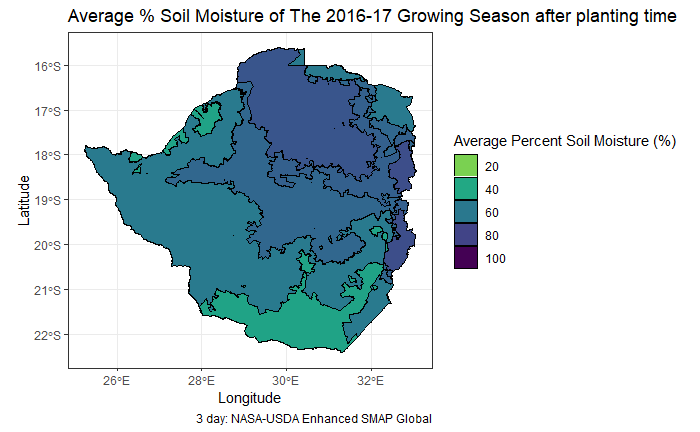 Average % Soil Moisture of The 2016-17 Growing Season after planting time
16°S
17°S
18°S
19°S
20°S
21°S
22°S
Latitude
26°E 28°E 30°E 32°E
Longitude
3 day: NASA-USDA Enhanced SMAP Global
Average Percent Soil Moisture (%)
20
40
60
80
100